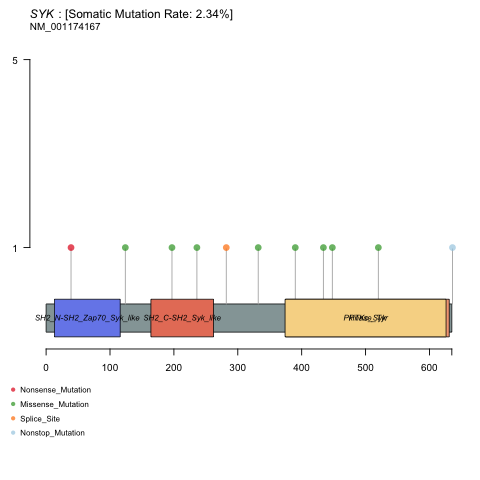 SYK : [Somatic Mutation Rate: 2.34%]
NM_001174167
5
1
SH2_N-SH2_Zap70_Syk_like SH2_C-SH2_Syk_like
0 100 200 300 400 500 600
Nonsense_Mutation
Missense_Mutation
Splice_Site
Nonstop_Mutation